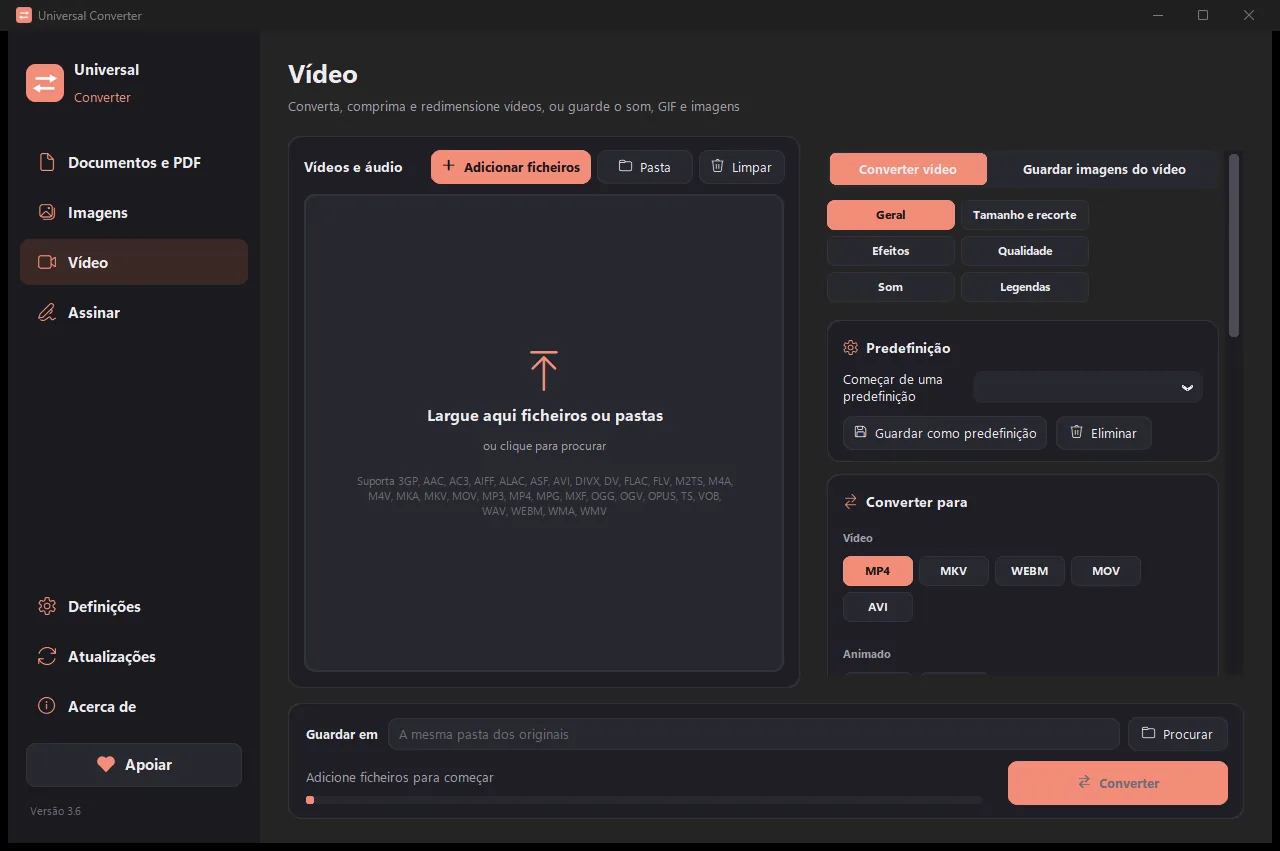 Universal Converter
Universal
Converter
Documentos e PDF
Imagens
Vídeo
Assinar
Definições
Atualizações
Acerca de
Apoiar
Versão 3.6
Vídeo
Converta, comprima e redimensione vídeos, ou guarde o som, GIF e imagens
Vídeos e áudio
Adicionar ficheiros
Pasta
Limpar
Largue aqui ficheiros ou pastas
ou clique para procurar
Suporta 3GP, AAC, AC3, AIFF, ALAC, ASF, AVI, DIVX, DV, FLAC, FLV, M2TS, M4A,
M4V, MKA, MKV, MOV, MP3, MP4, MPG, MXF, OGG, OGV, OPUS, TS, VOB,
WAV, WEBM, WMA, WMV
Converter vídeo
Guardar imagens do vídeo
Geral
Tamanho e recorte
Efeitos
Qualidade
Som
Legendas
Predefinição
Começar de uma
predefinição
Guardar como predefinição
Eliminar
Converter para
Vídeo
MP4
MKV
WEBM
MOV
AVI
Animado
Guardar em
A mesma pasta dos originais
Procurar
Adicione ficheiros para começar
Converter